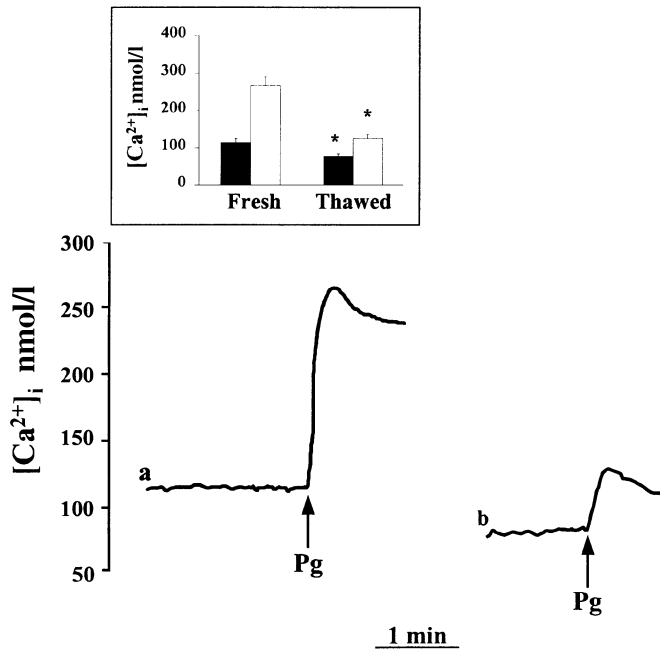 400
300
200
100
0
[Ca²⁺]ᵢ nmol/l
*
*
Fresh Thawed
300
250
200
150
100
50
[Ca²⁺]ᵢ nmol/l
a
b
Pg
Pg
1 min